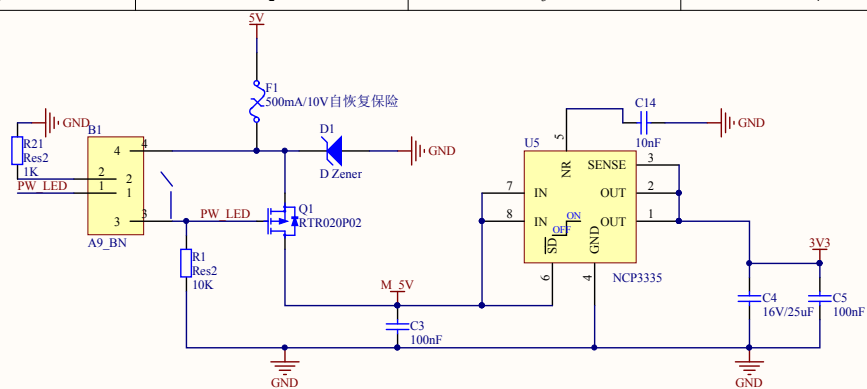 5V
F1
500mA/10V自恢复保险
GND
B1
R21
Res2
1K
PW_LED
4
4
2
2
1
1
3
3
A9_BN
D1
D Zener
GND
PW_LED
Q1
RTR020P02
R1
Res2
10K
M_5V
C3
100nF
GND
C14
10nF
GND
U5
5
NR
SENSE
3
7
IN
OUT
2
8
IN
OUT
1
ON
OFF
SD
GND
6
4
NCP3335
3V3
C4
16V/25uF
C5
100nF
GND